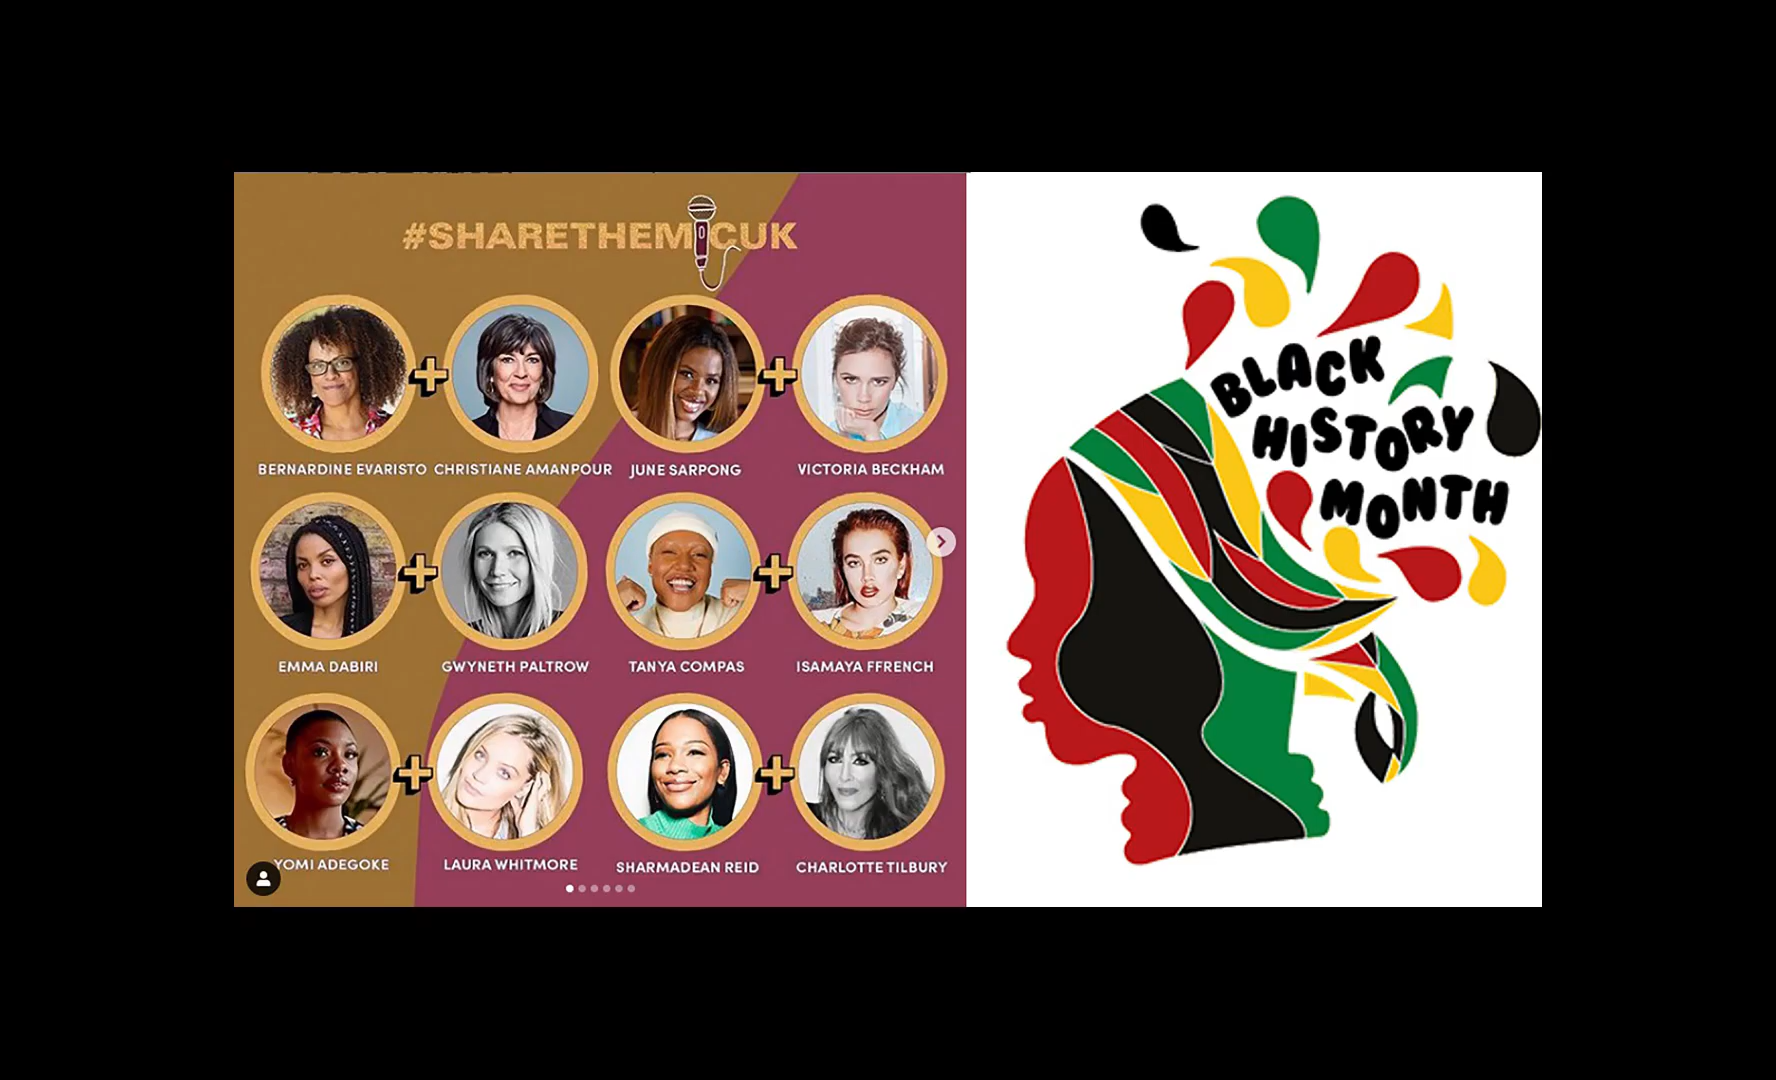 #SHARETHEMICUK
BERNARDINE EVARISTO CHRISTIANE AMANPOUR JUNE SARPONG VICTORIA BECKHAM
EMMA DABIRI GWYNETH PALTROW TANYA COMPAS ISAMAYA FFRENCH
YOMI ADEGOKE LAURA WHITMORE SHARMADEAN REID CHARLOTTE TILBURY
BLACK
HISTORY
MONTH